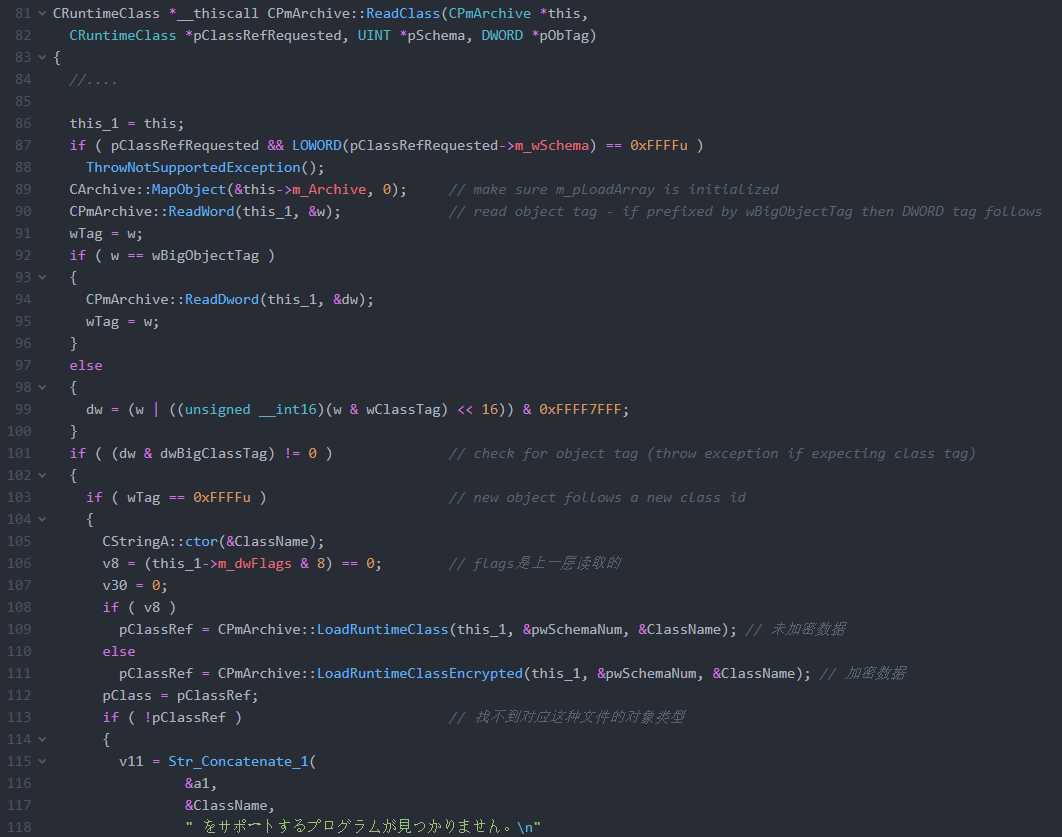 81 CRuntimeClass *__thiscall CPmArchive::ReadClass(CPmArchive *this,
82 CRuntimeClass *pClassRefRequested, UINT *pSchema, DWORD *pObTag)
83 {
84 //....
85
86 this_1 = this;
87 if ( pClassRefRequested && LOWORD(pClassRefRequested->m_wSchema) == 0xFFFFu )
88 ThrowNotSupportedException();
89 CArchive::MapObject(&this->m_Archive, 0); // make sure m_pLoadArray is initialized
90 CPmArchive::ReadWord(this_1, &w); // read object tag - if prefixed by wBigObjectTag then DWORD tag follows
91 wTag = w;
92 if ( w == wBigObjectTag )
93 {
94 CPmArchive::ReadDword(this_1, &dw);
95 wTag = w;
96 }
97 else
98 {
99 dw = (w | ((unsigned __int16)(w & wClassTag) << 16)) & 0xFFFF7FFF;
100 }
101 if ( (dw & dwBigClassTag) != 0 ) // check for object tag (throw exception if expecting class tag)
102 {
103 if ( wTag == 0xFFFFu ) // new object follows a new class id
104 {
105 CStringA::ctor(&ClassName);
106 v8 = (this_1->m_dwFlags & 8) == 0; // flags是上一层读取的
107 v30 = 0;
108 if ( v8 )
109 pClassRef = CPmArchive::LoadRuntimeClass(this_1, &pwSchemaNum, &ClassName); // 未加密数据
110 else
111 pClassRef = CPmArchive::LoadRuntimeClassEncrypted(this_1, &pwSchemaNum, &ClassName); // 加密数据
112 pClass = pClassRef;
113 if ( !pClassRef ) // 找不到对应这种文件的对象类型
114 {
115 v11 = Str_Concatenate_1(
116 &a1,
117 &ClassName,
118 " をサポートするプログラムが見つかりません。\n"